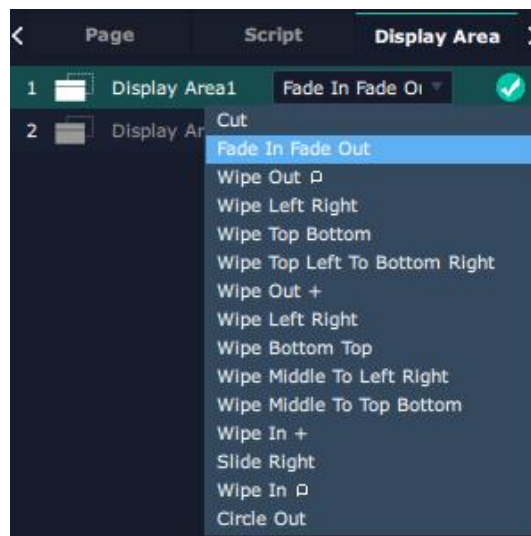 < Page Script Display Area
1 Display Area1 Fade In Fade
2 Display
Cut
Fade In Fade Out
Wipe Out
Wipe Left Right
Wipe Top Bottom
Wipe Top Left To Bottom Right
Wipe Out +
Wipe Left Right
Wipe Bottom Top
Wipe Middle To Left Right
Wipe Middle To Top Bottom
Wipe In +
Slide Right
Wipe In
Circle Out